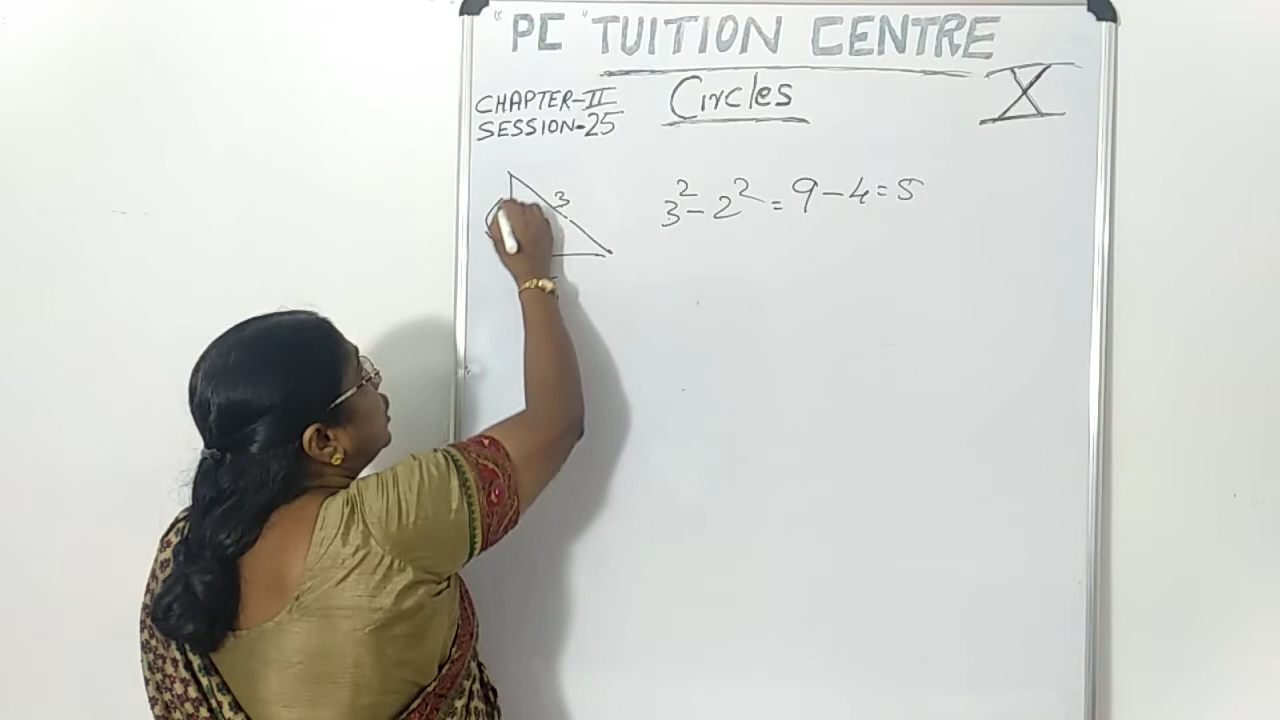 "PC" TUITION CENTRE
CHAPTER-II
SESSION-25
Circles
X
3
3² - 2² = 9 - 4 = 5